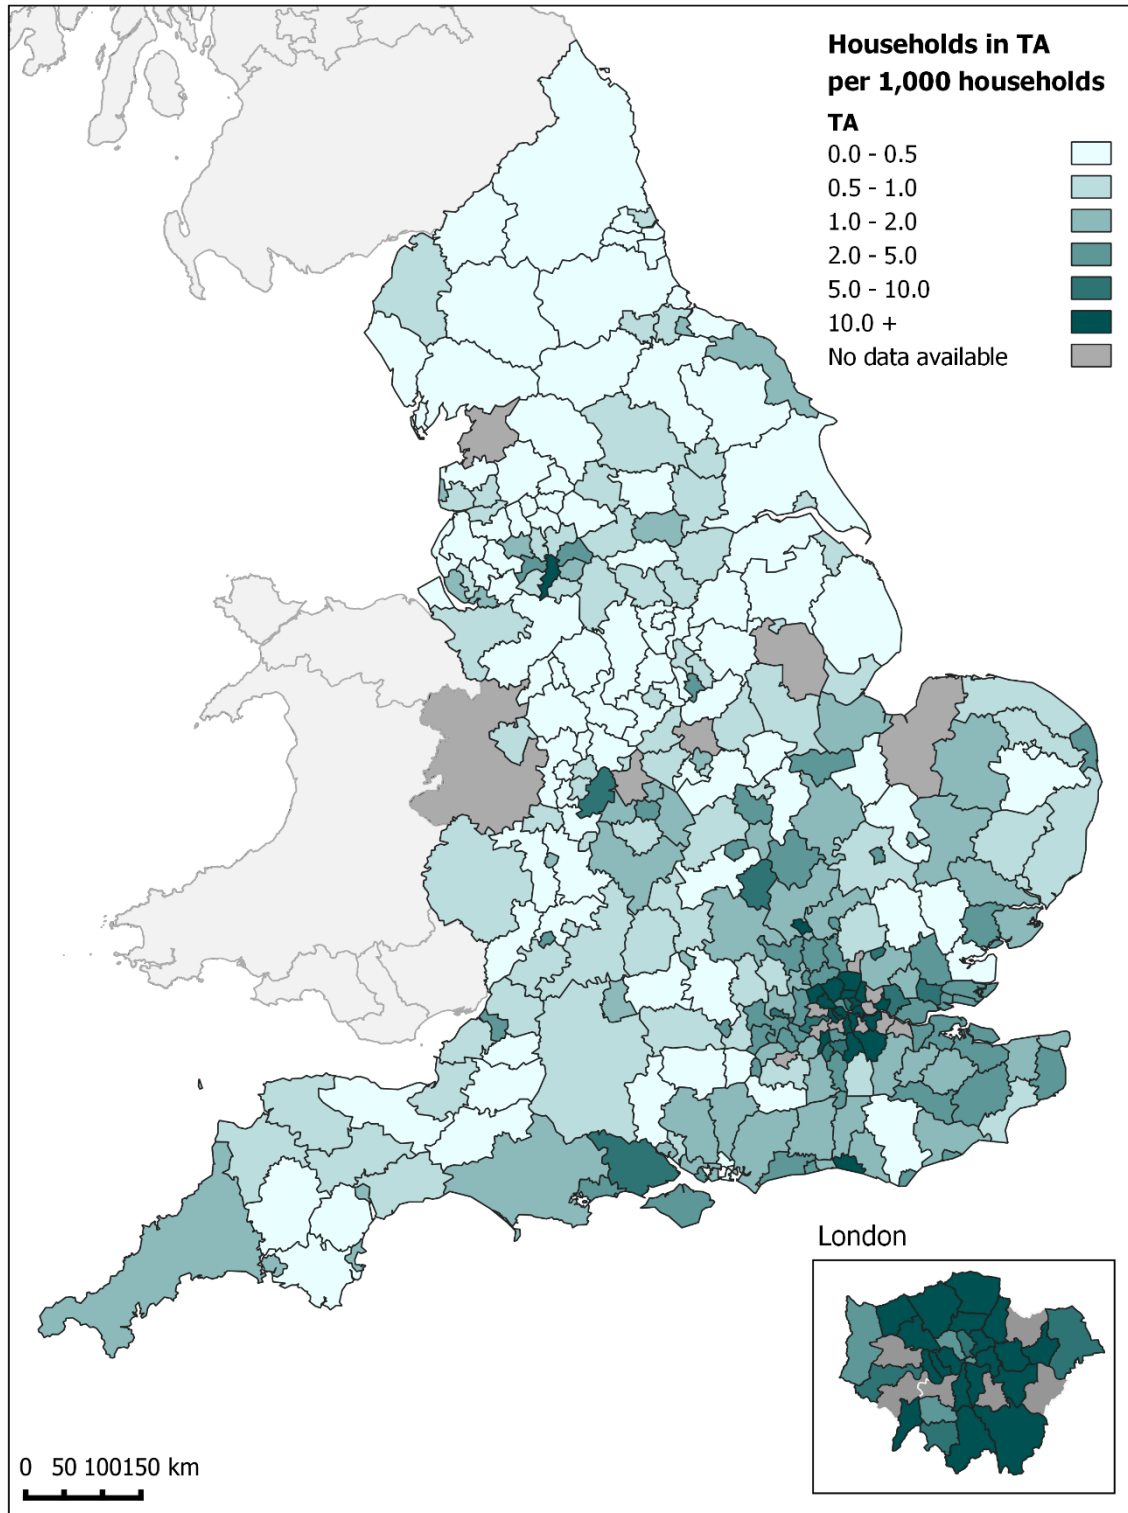 Households in TA
per 1,000 households
TA
0.0 - 0.5
0.5 - 1.0
1.0 - 2.0
2.0 - 5.0
5.0 - 10.0
10.0 +
No data available
London
0 50 100150 km